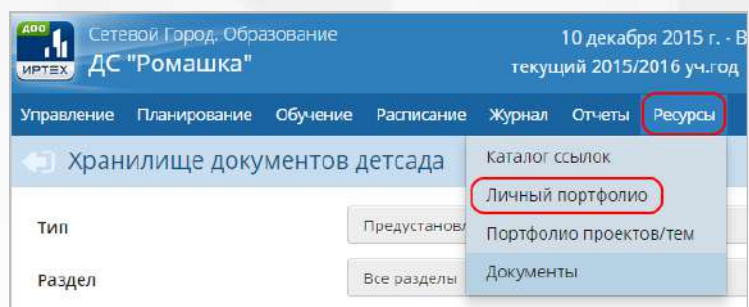 ДОО
ИРТЕХ
Сетевой Город. Образование
ДС "Ромашка"
10 декабря 2015 г. - В
текущий 2015/2016 уч.год
Управление Планирование Обучение Расписание Журнал Отчеты Ресурсы
Хранилище документов детсада
Каталог ссылок
Личный портфолио
Тип
Предустановл
Портфолио проектов/тем
Раздел
Все разделы
Документы